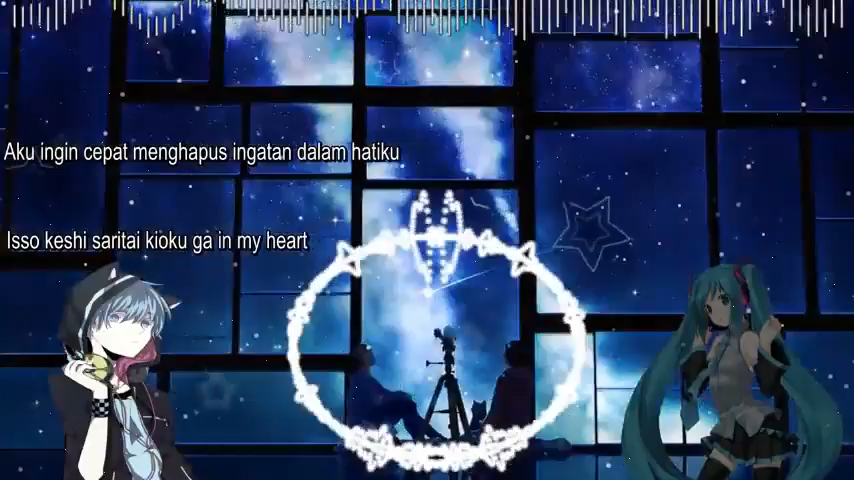 Aku ingin cepat menghapus ingatan dalam hatiku
Isso keshi saritai kioku ga in my heart